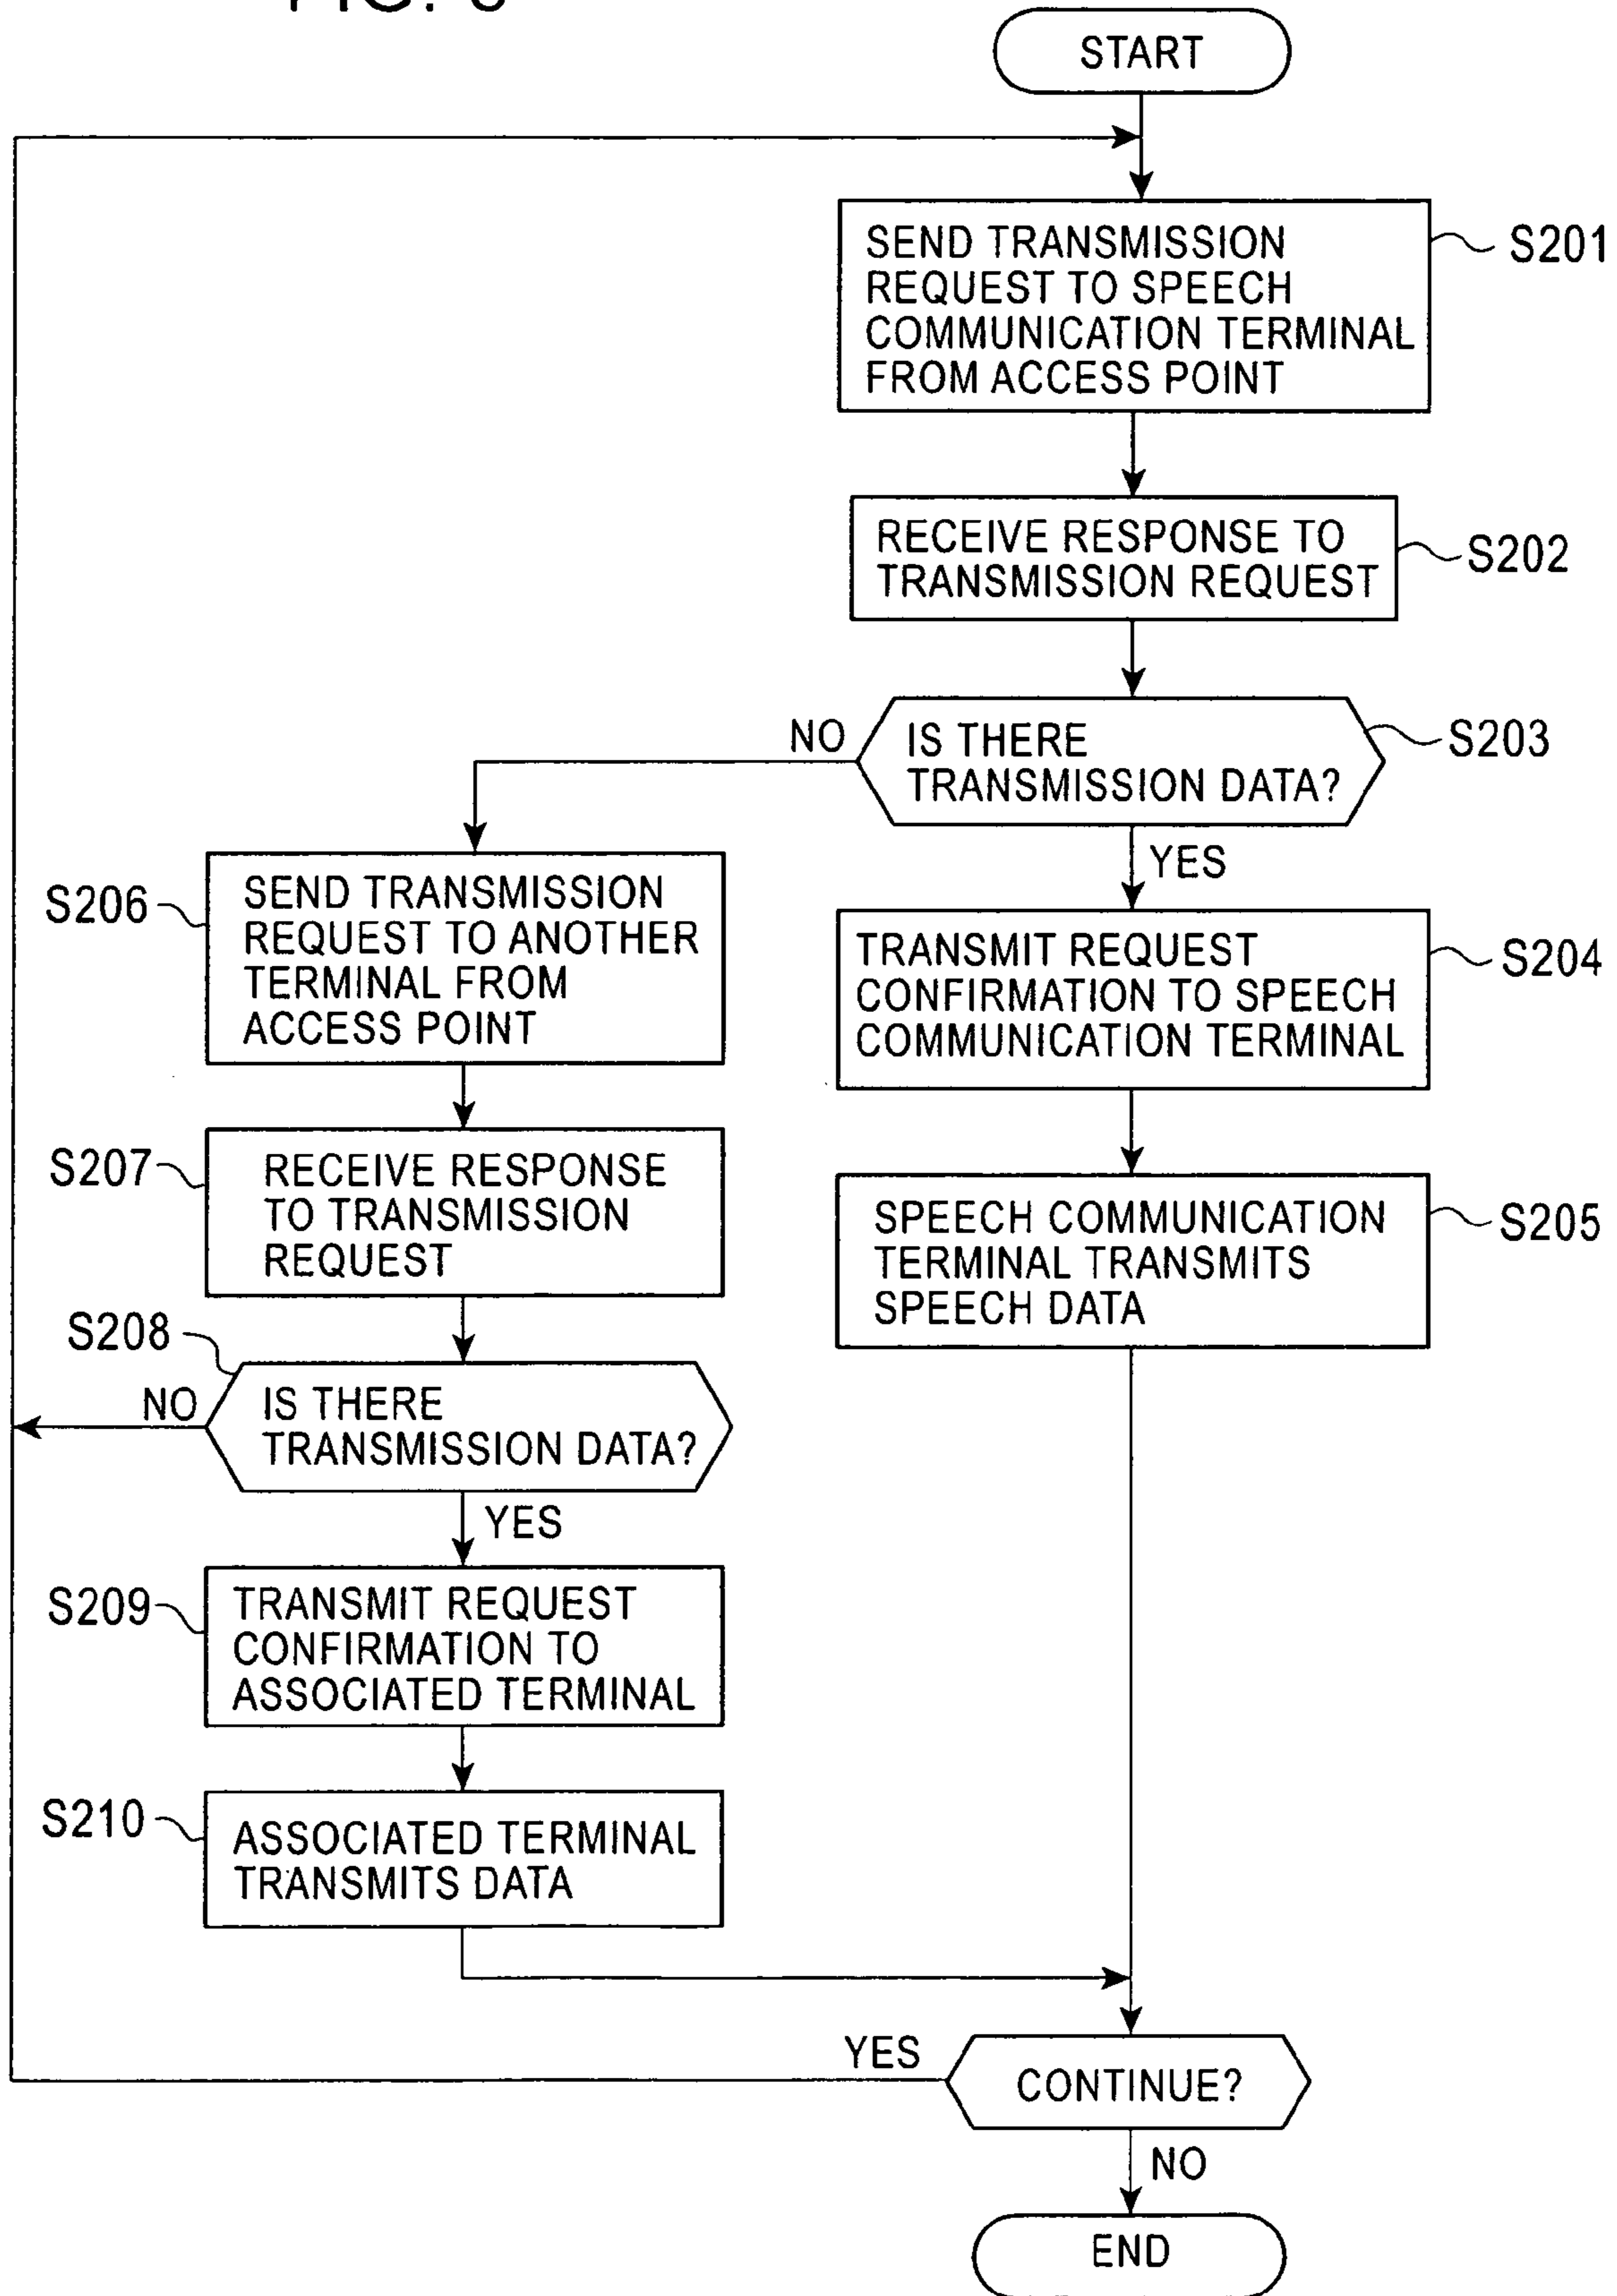 START
SEND TRANSMISSION
REQUEST TO SPEECH
COMMUNICATION TERMINAL
FROM ACCESS POINT
S201
RECEIVE RESPONSE TO
TRANSMISSION REQUEST
S202
IS THERE
TRANSMISSION DATA?
S203
NO
YES
S206
SEND TRANSMISSION
REQUEST TO ANOTHER
TERMINAL FROM
ACCESS POINT
TRANSMIT REQUEST
CONFIRMATION TO SPEECH
COMMUNICATION TERMINAL
S204
S207
RECEIVE RESPONSE
TO TRANSMISSION
REQUEST
SPEECH COMMUNICATION
TERMINAL TRANSMITS
SPEECH DATA
S205
S208
NO
IS THERE
TRANSMISSION DATA?
YES
S209
TRANSMIT REQUEST
CONFIRMATION TO
ASSOCIATED TERMINAL
S210
ASSOCIATED TERMINAL
TRANSMITS DATA
YES
CONTINUE?
NO
END